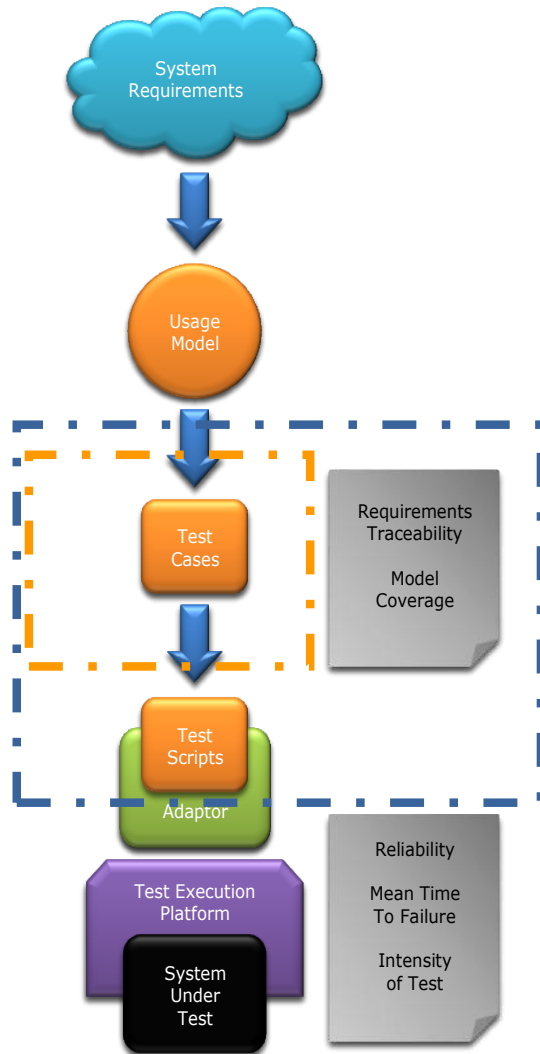 System
Requirements
Usage
Model
Test
Cases
Requirements
Traceability
Model
Coverage
Test
Scripts
Adaptor
Test Execution
Platform
System
Under
Test
Reliability
Mean Time
To Failure
Intensity
of Test